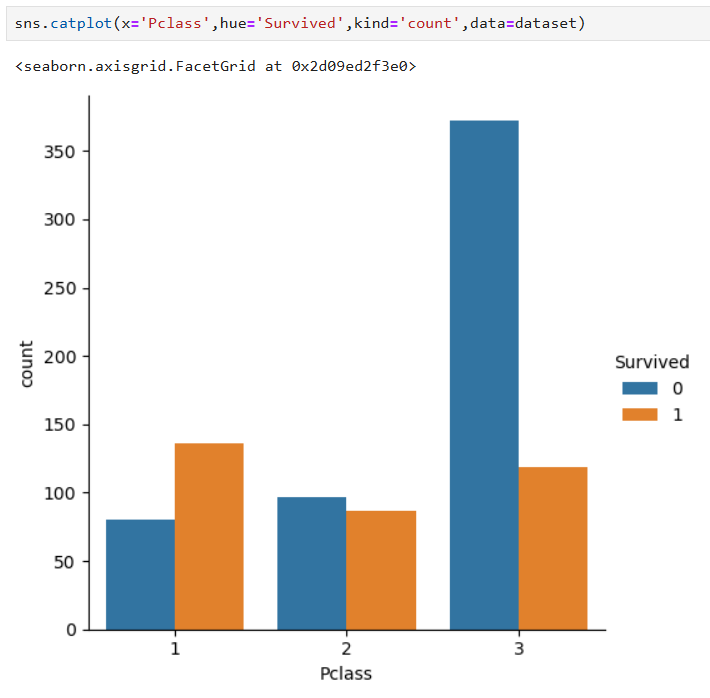 sns.catplot(x='Pclass',hue='Survived',kind='count',data=dataset)
<seaborn.axisgrid.FacetGrid at 0x2d09ed2f3e0>
350
300
250
200
150
100
50
0
count
1
2
3
Pclass
Survived
0
1